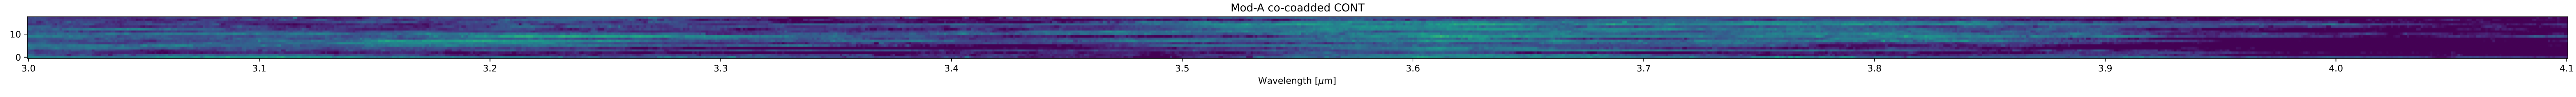 Mod-A co-coadded CONT
10
0
3.0 3.1 3.2 3.3 3.4 3.5 3.6 3.7 3.8 3.9 4.0 4.1
Wavelength [μm]